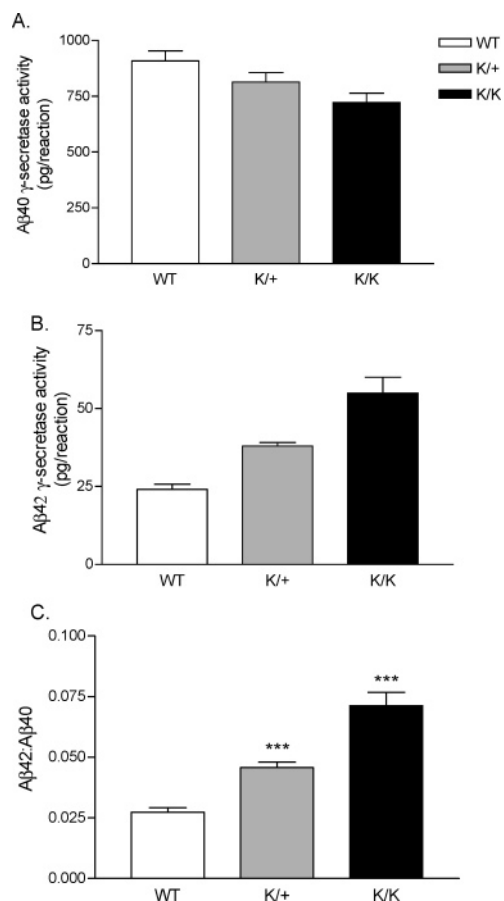 A.
Aβ40 γ-secretase activity
(pg/reaction)
1000
750
500
250
0
WT
K/+
K/K
WT
K/+
K/K
B.
Aβ42 γ-secretase activity
(pg/reaction)
75
50
25
0
WT
K/+
K/K
C.
Aβ42:Aβ40
0.100
0.075
0.050
0.025
0.000
***
***
WT
K/+
K/K